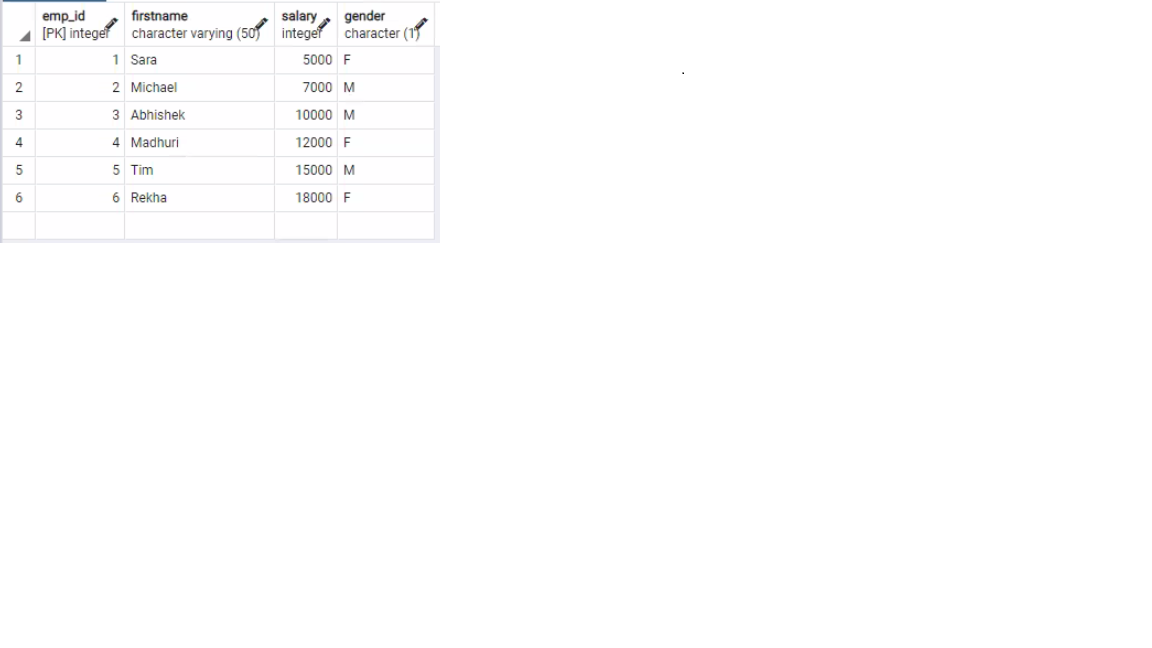 emp_id firstname salary gender
[PK] integer character varying (50) integer character (1)
1 1 Sara 5000 F
2 2 Michael 7000 M
3 3 Abhishek 10000 M
4 4 Madhuri 12000 F
5 5 Tim 15000 M
6 6 Rekha 18000 F